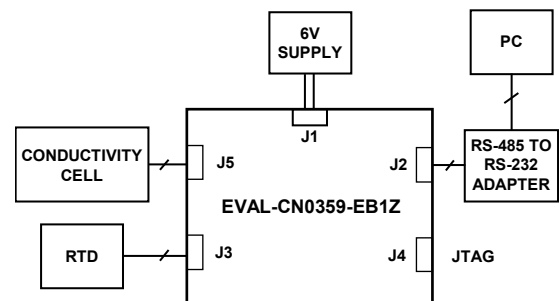 6V
SUPPLY
PC
J1
CONDUCTIVITY
CELL
J5
J2
RS-485 TO
RS-232
ADAPTER
EVAL-CN0359-EB1Z
RTD
J3
J4
JTAG